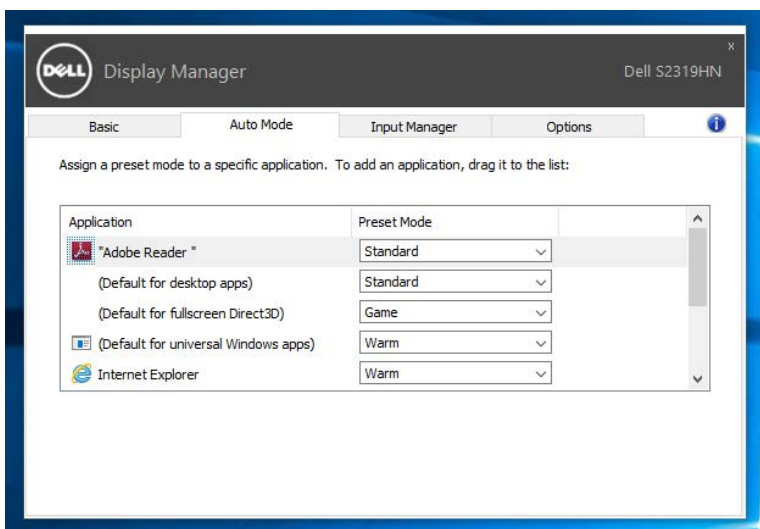 DELL
Display Manager
x
Dell S2319HN
Basic Auto Mode Input Manager Options i
Assign a preset mode to a specific application. To add an application, drag it to the list:
Application Preset Mode
"Adobe Reader " Standard
(Default for desktop apps) Standard
(Default for fullscreen Direct3D) Game
(Default for universal Windows apps) Warm
Internet Explorer Warm